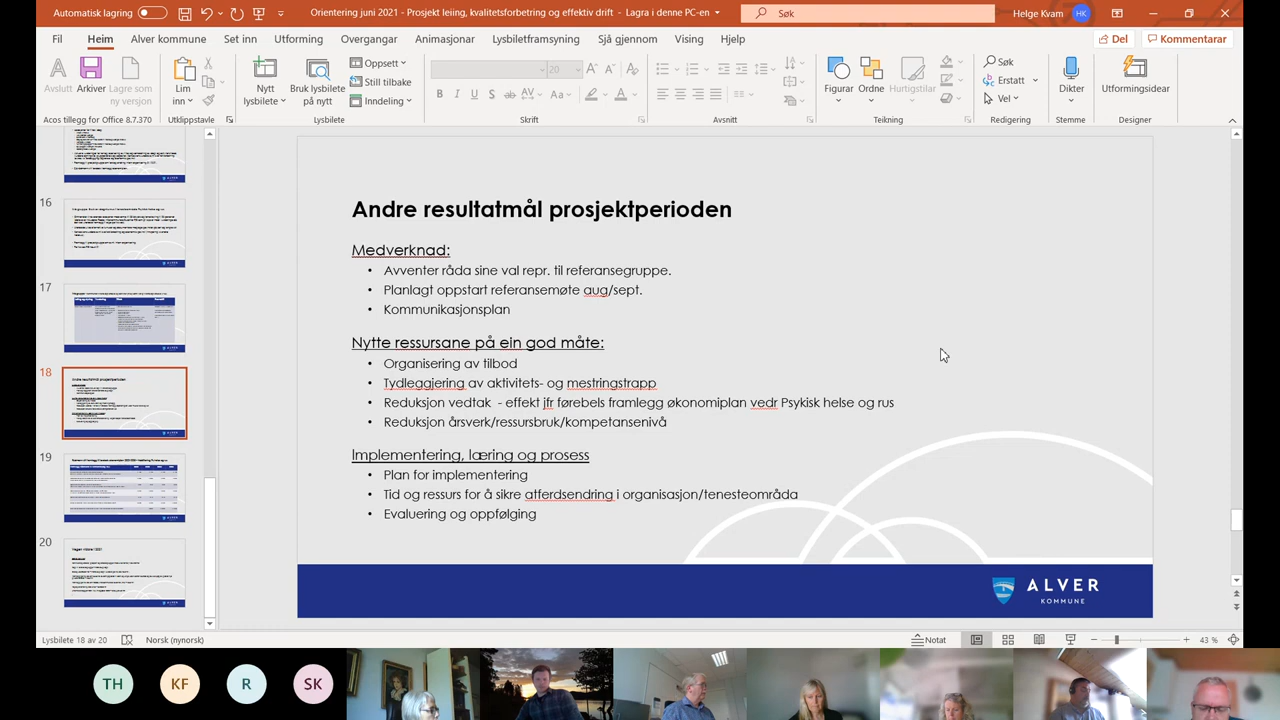 Automatisk lagring
Orientering juni 2021 - Prosjekt leiing, kvalitetsforbetring og effektiv drift - Lagra i denne PC-en
Søk
Helge Kvam
HK
Fil Heim Alver kommune Set inn Utforming Overgangar Animasjonar Lysbiletframsyning Sjå gjennom Vising Hjelp
Del
Kommentarar
Avslutt
Arkiver
Lagre som ny versjon
Lim inn
Nytt lysbilete
Bruk lysbilete på nytt
Oppsett
Still tilbake
Inndeling
20
Figurar
Ordne
Hurtigstilar
Søk
Erstatt
Vel
Dikter
Utformingsidear
Acos tillegg for Office 8.7.370
Utklippstavle
Lysbilete
Skrift
Avsnitt
Teikning
Redigering
Stemme
Designer
16
17
18
19
20
Andre resultatmål i prosjektperioden
Medverknad:
• Avventer råda sine val repr. til referansegruppe.
• Planlagt oppstart referansemøte aug/sept.
Kommunikasjonsplan
Nytte ressursane på ein god måte:
• Organisering av tilbod
Tydleggjering av aktivitet og mestringstrapp
Reduksjon vedtak - framlegg økonomiplan vedr Psykisk helse og rus
• Reduksjon årsverk/ressursbruk/kompetansenivå
Implementering, læring og prosess
• Plan for implementering
Tid og ressurs for å sikre i organisasjon/tenesteområda
• Evaluering og oppfølging
ALVER
KOMMUNE
Lysbilete 18 av 20
Norsk (nynorsk)
Notat
43 %
TH
KF
R
SK